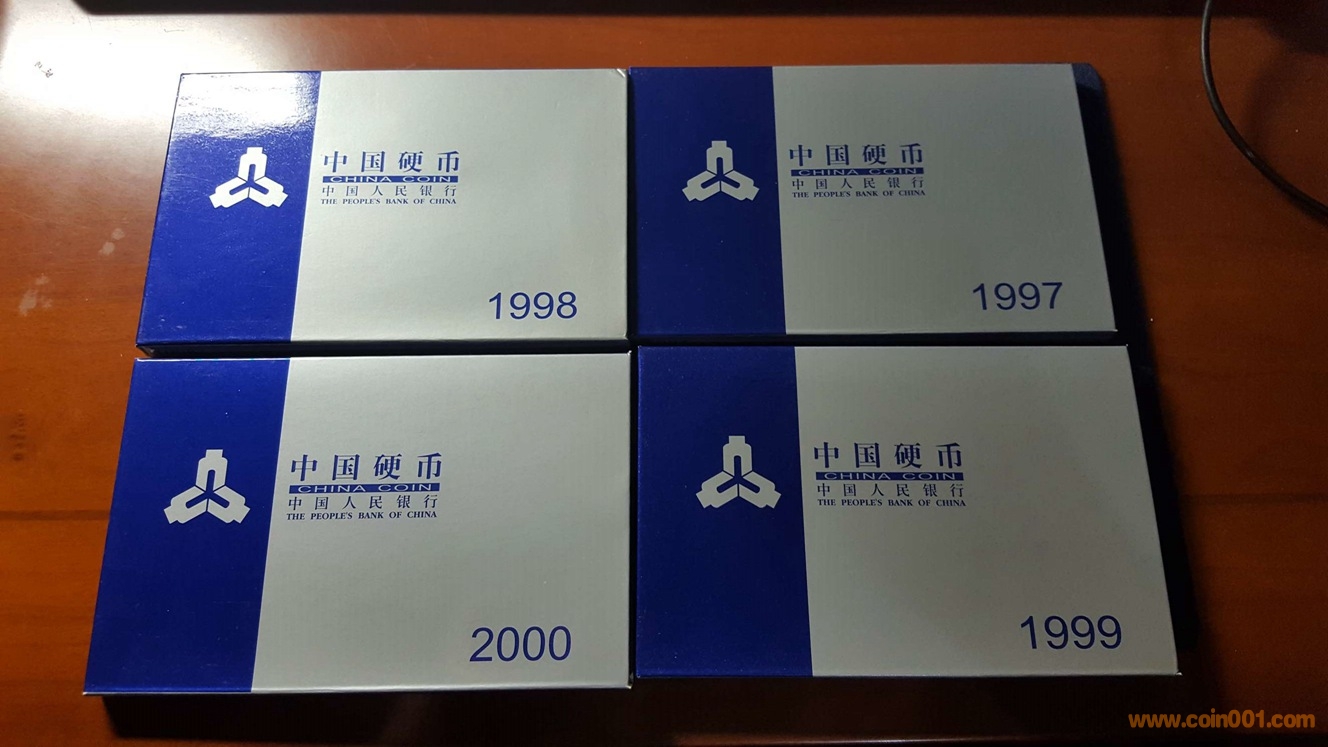 中国硬币
CHINA COIN
中国人民银行
THE PEOPLE'S BANK OF CHINA
1998
中国硬币
CHINA COIN
中国人民银行
THE PEOPLE'S BANK OF CHINA
1997
中国硬币
CHINA COIN
中国人民银行
THE PEOPLE'S BANK OF CHINA
2000
中国硬币
CHINA COIN
中国人民银行
THE PEOPLE'S BANK OF CHINA
1999
www.coin001.com